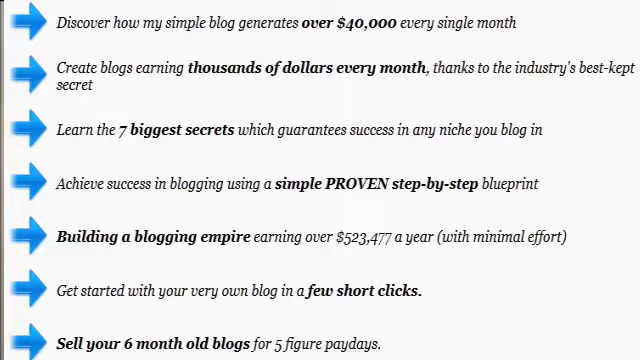 Discover how my simple blog generates over $40,000 every single month
Create blogs earning thousands of dollars every month, thanks to the industry's best-kept
secret
Learn the 7 biggest secrets which guarantees success in any niche you blog in
Achieve success in blogging using a simple PROVEN step-by-step blueprint
Building a blogging empire earning over $523,477 a year (with minimal effort)
Get started with your very own blog in a few short clicks.
Sell your 6 month old blogs for 5 figure paydays.